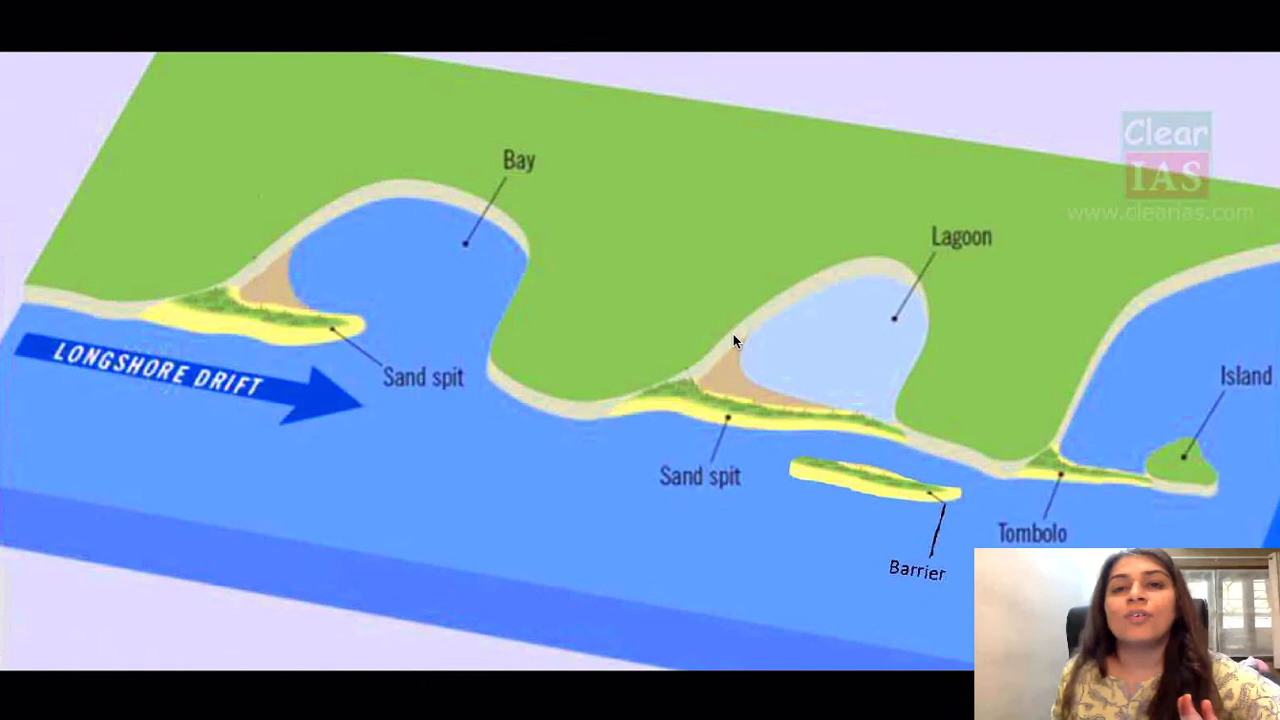 Clear
IAS
www.clearias.com
Bay
Lagoon
LONGSHORE DRIFT
Sand spit
Island
Sand spit
Tombolo
Barrier